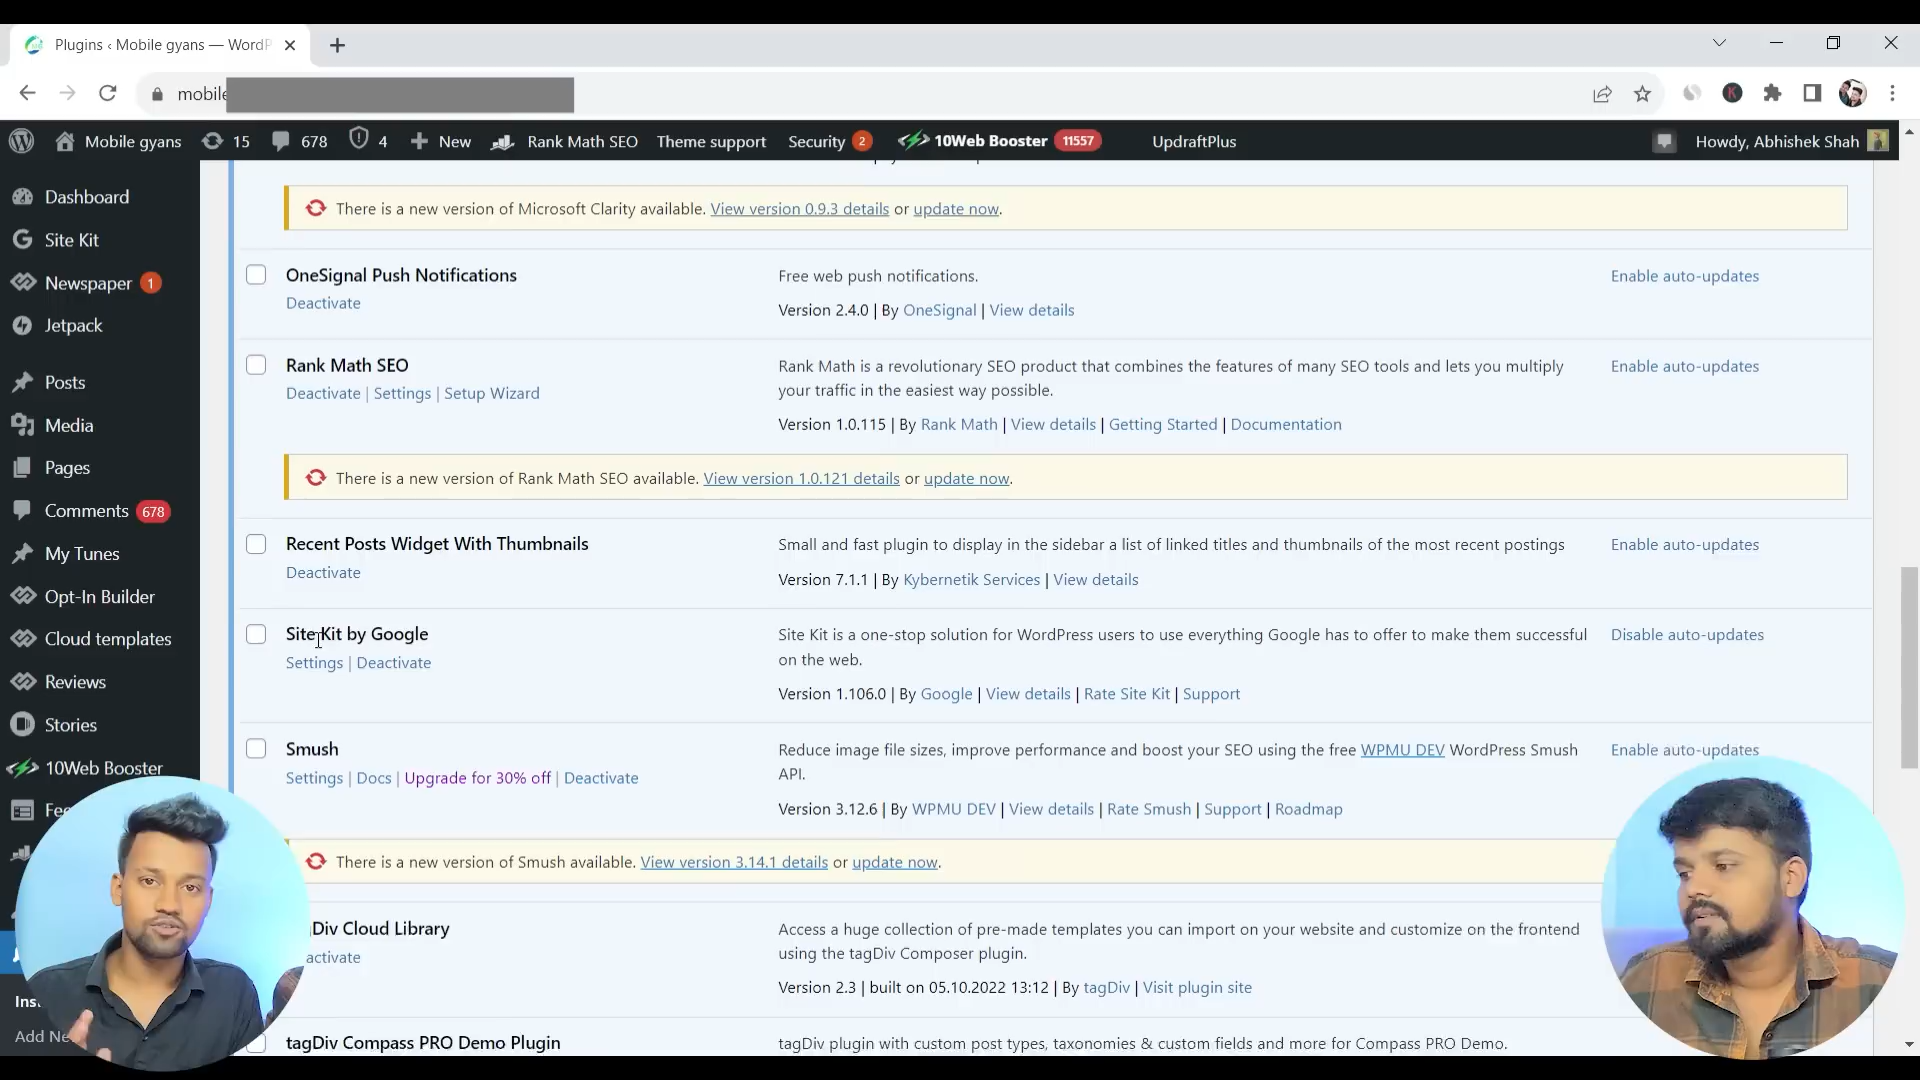 Plugins ‹ Mobile gyans — WordP
mobile
Mobile gyans 15 678 4 New Rank Math SEO Theme support Security 2 10Web Booster 11557 UpdraftPlus Howdy, Abhishek Shah
Dashboard
Site Kit
Newspaper 1
Jetpack
Posts
Media
Pages
Comments 678
My Tunes
Opt-In Builder
Cloud templates
Reviews
Stories
10Web Booster
Add Ne
There is a new version of Microsoft Clarity available. View version 0.9.3 details or update now.
OneSignal Push Notifications
Deactivate
Free web push notifications.
Version 2.4.0 | By OneSignal | View details
Enable auto-updates
Rank Math SEO
Deactivate | Settings | Setup Wizard
Rank Math is a revolutionary SEO product that combines the features of many SEO tools and lets you multiply
your traffic in the easiest way possible.
Version 1.0.115 | By Rank Math | View details | Getting Started | Documentation
Enable auto-updates
There is a new version of Rank Math SEO available. View version 1.0.121 details or update now.
Recent Posts Widget With Thumbnails
Deactivate
Small and fast plugin to display in the sidebar a list of linked titles and thumbnails of the most recent postings
Version 7.1.1 | By Kybernetik Services | View details
Enable auto-updates
Site Kit by Google
Settings | Deactivate
Site Kit is a one-stop solution for WordPress users to use everything Google has to offer to make them successful
on the web.
Version 1.106.0 | By Google | View details | Rate Site Kit | Support
Disable auto-updates
Smush
Settings | Docs | Upgrade for 30% off | Deactivate
Reduce image file sizes, improve performance and boost your SEO using the free WPMU DEV WordPress Smush
API.
Version 3.12.6 | By WPMU DEV | View details | Rate Smush | Support | Roadmap
Enable auto-updates
There is a new version of Smush available. View version 3.14.1 details or update now.
Div Cloud Library
activate
Access a huge collection of pre-made templates you can import on your website and customize on the frontend
using the tagDiv Composer plugin.
Version 2.3 | built on 05.10.2022 13:12 | By tagDiv | Visit plugin site
tagDiv Compass PRO Demo Plugin
tagDiv plugin with custom post types, taxonomies & custom fields and more for Compass PRO Demo.